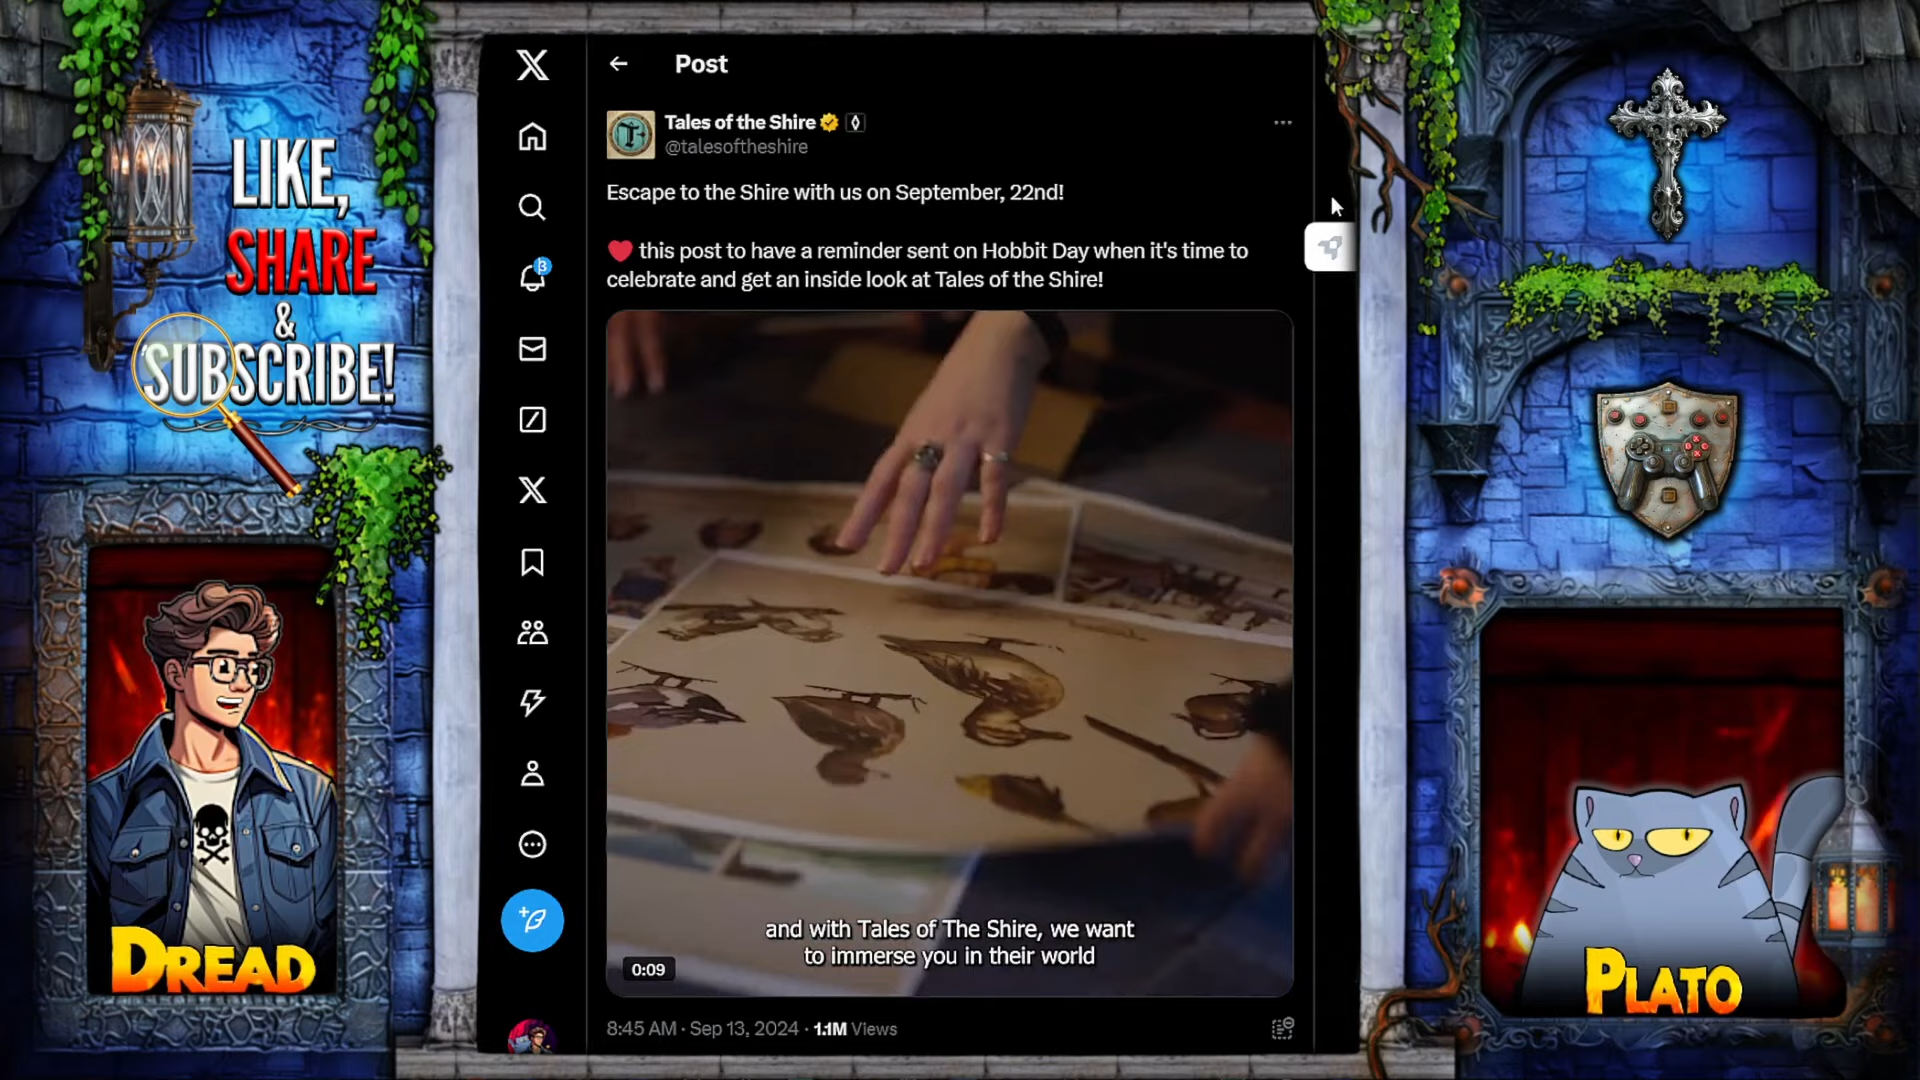 LIKE,
SHARE
&
SUBSCRIBE!
DREAD
Post
Tales of the Shire
@talesoftheshire
Escape to the Shire with us on September, 22nd!
❤️ this post to have a reminder sent on Hobbit Day when it's time to
celebrate and get an inside look at Tales of the Shire!
and with Tales of The Shire, we want
to immerse you in their world
0:09
8:45 AM · Sep 13, 2024 · 1.1M Views
PLATO